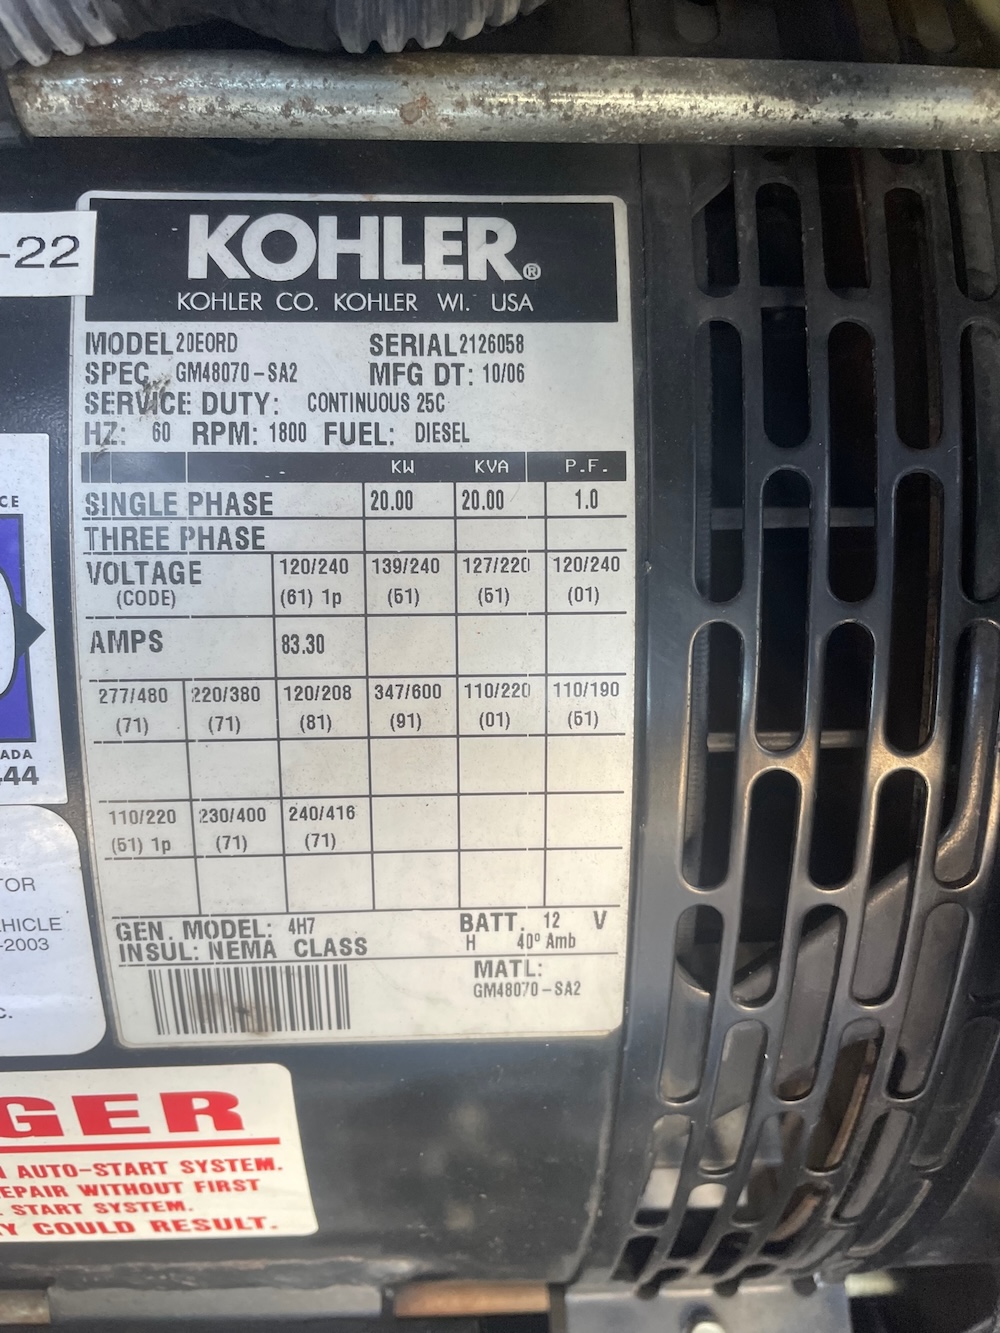 -22
KOHLER®
KOHLER CO. KOHLER WI. USA
MODEL 20EORD SERIAL 2126058
SPEC GM48070-SA2 MFG DT: 10/06
SERVICE DUTY: CONTINUOUS 25C
HZ: 60 RPM: 1800 FUEL: DIESEL
KW KVA P.F.
SINGLE PHASE 20.00 20.00 1.0
THREE PHASE
VOLTAGE 120/240 139/240 127/220 120/240
(CODE) (61) 1p (51) (51) (01)
AMPS 83.30
277/480 220/380 120/208 347/600 110/220 110/190
(71) (71) (81) (91) (01) (61)
110/220 230/400 240/416
(61) 1p (71) (71)
GEN. MODEL: 4H7 BATT. 12 V
INSUL: NEMA CLASS H 40° Amb
MATL:
GM48070-SA2
CE
ADA
44
TOR
EHICLE
-2003
C.
GER
AUTO-START SYSTEM.
EPAIR WITHOUT FIRST
START SYSTEM.
Y COULD RESULT.